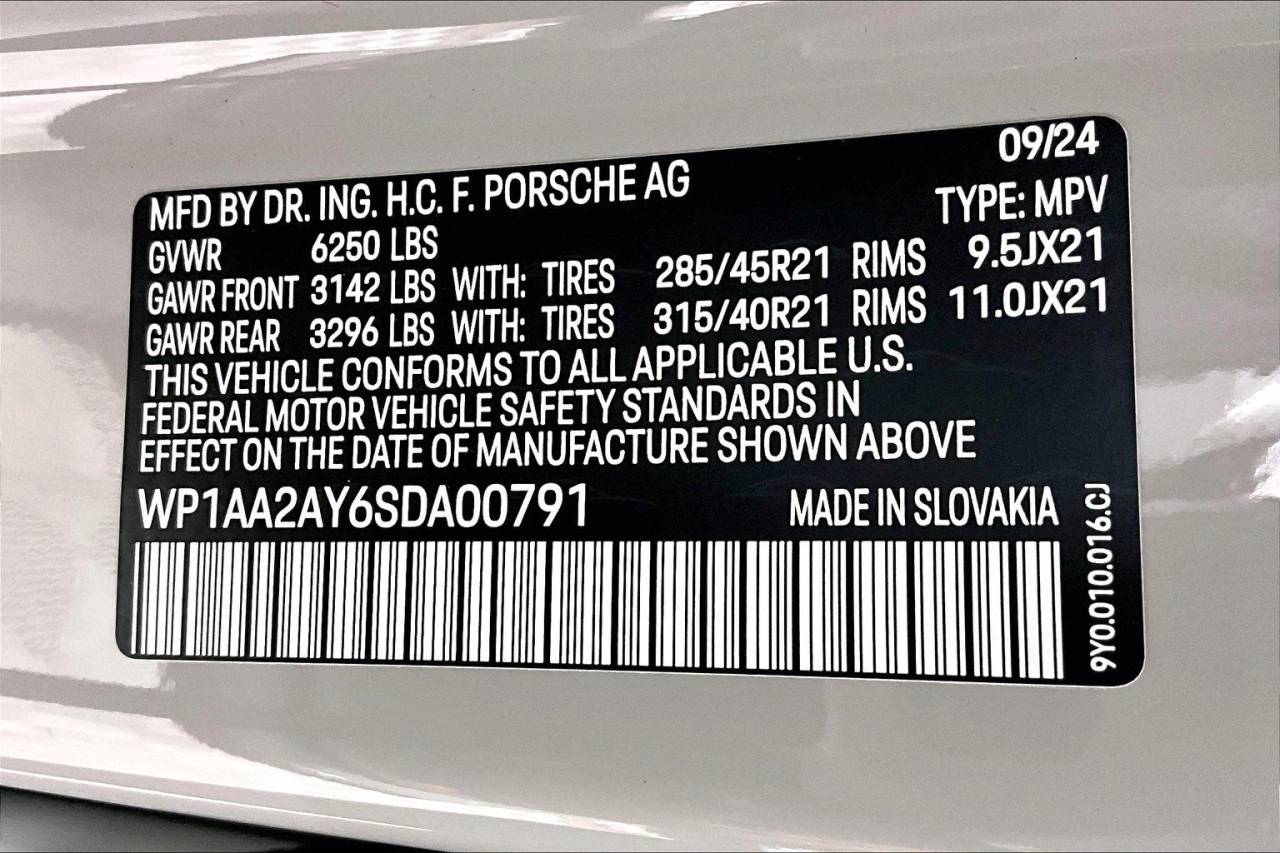 09/24
MFD BY DR. ING. H.C. F. PORSCHE AG
TYPE: MPV
GVWR 6250 LBS
GAWR FRONT 3142 LBS WITH: TIRES 285/45R21 RIMS 9.5JX21
GAWR REAR 3296 LBS WITH: TIRES 315/40R21 RIMS 11.0JX21
THIS VEHICLE CONFORMS TO ALL APPLICABLE U.S.
FEDERAL MOTOR VEHICLE SAFETY STANDARDS IN
EFFECT ON THE DATE OF MANUFACTURE SHOWN ABOVE
WP1AA2AY6SDA00791 MADE IN SLOVAKIA
9Y0.010.016.CJ